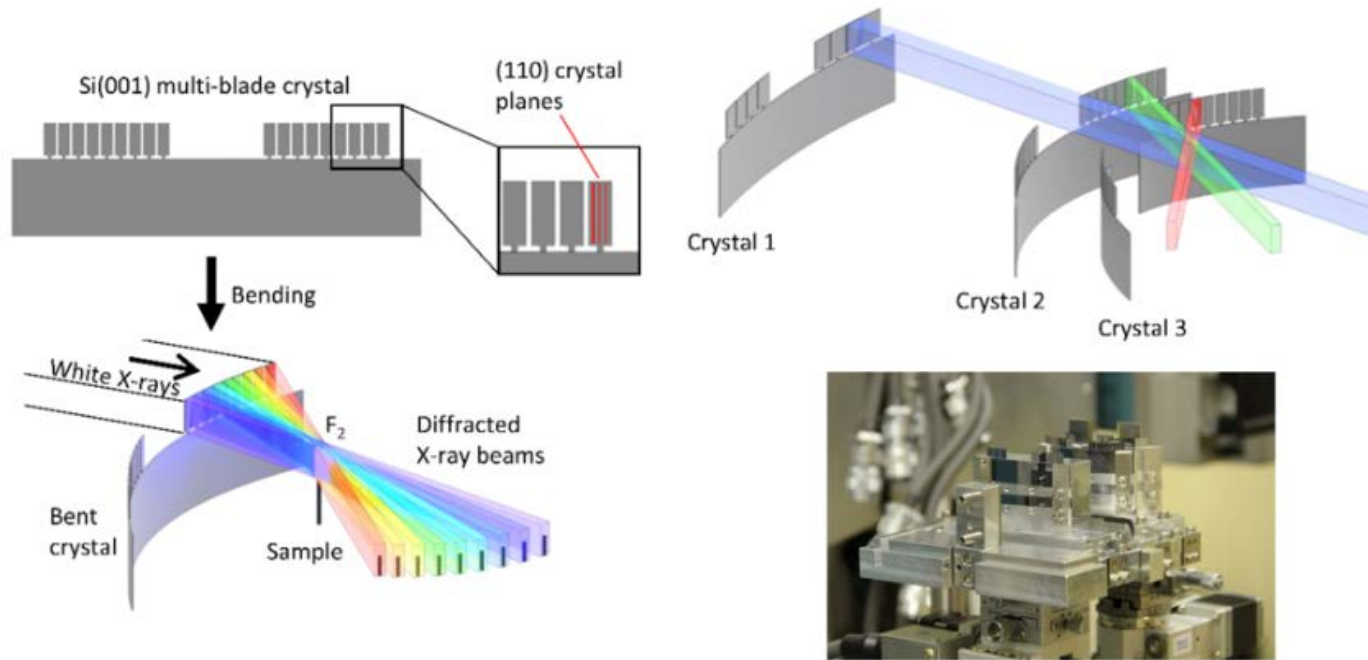 Si(001) multi-blade crystal
(110) crystal
planes
Bending
White X-rays
F2
Diffracted
X-ray beams
Bent
crystal
Sample
Crystal 1
Crystal 2
Crystal 3